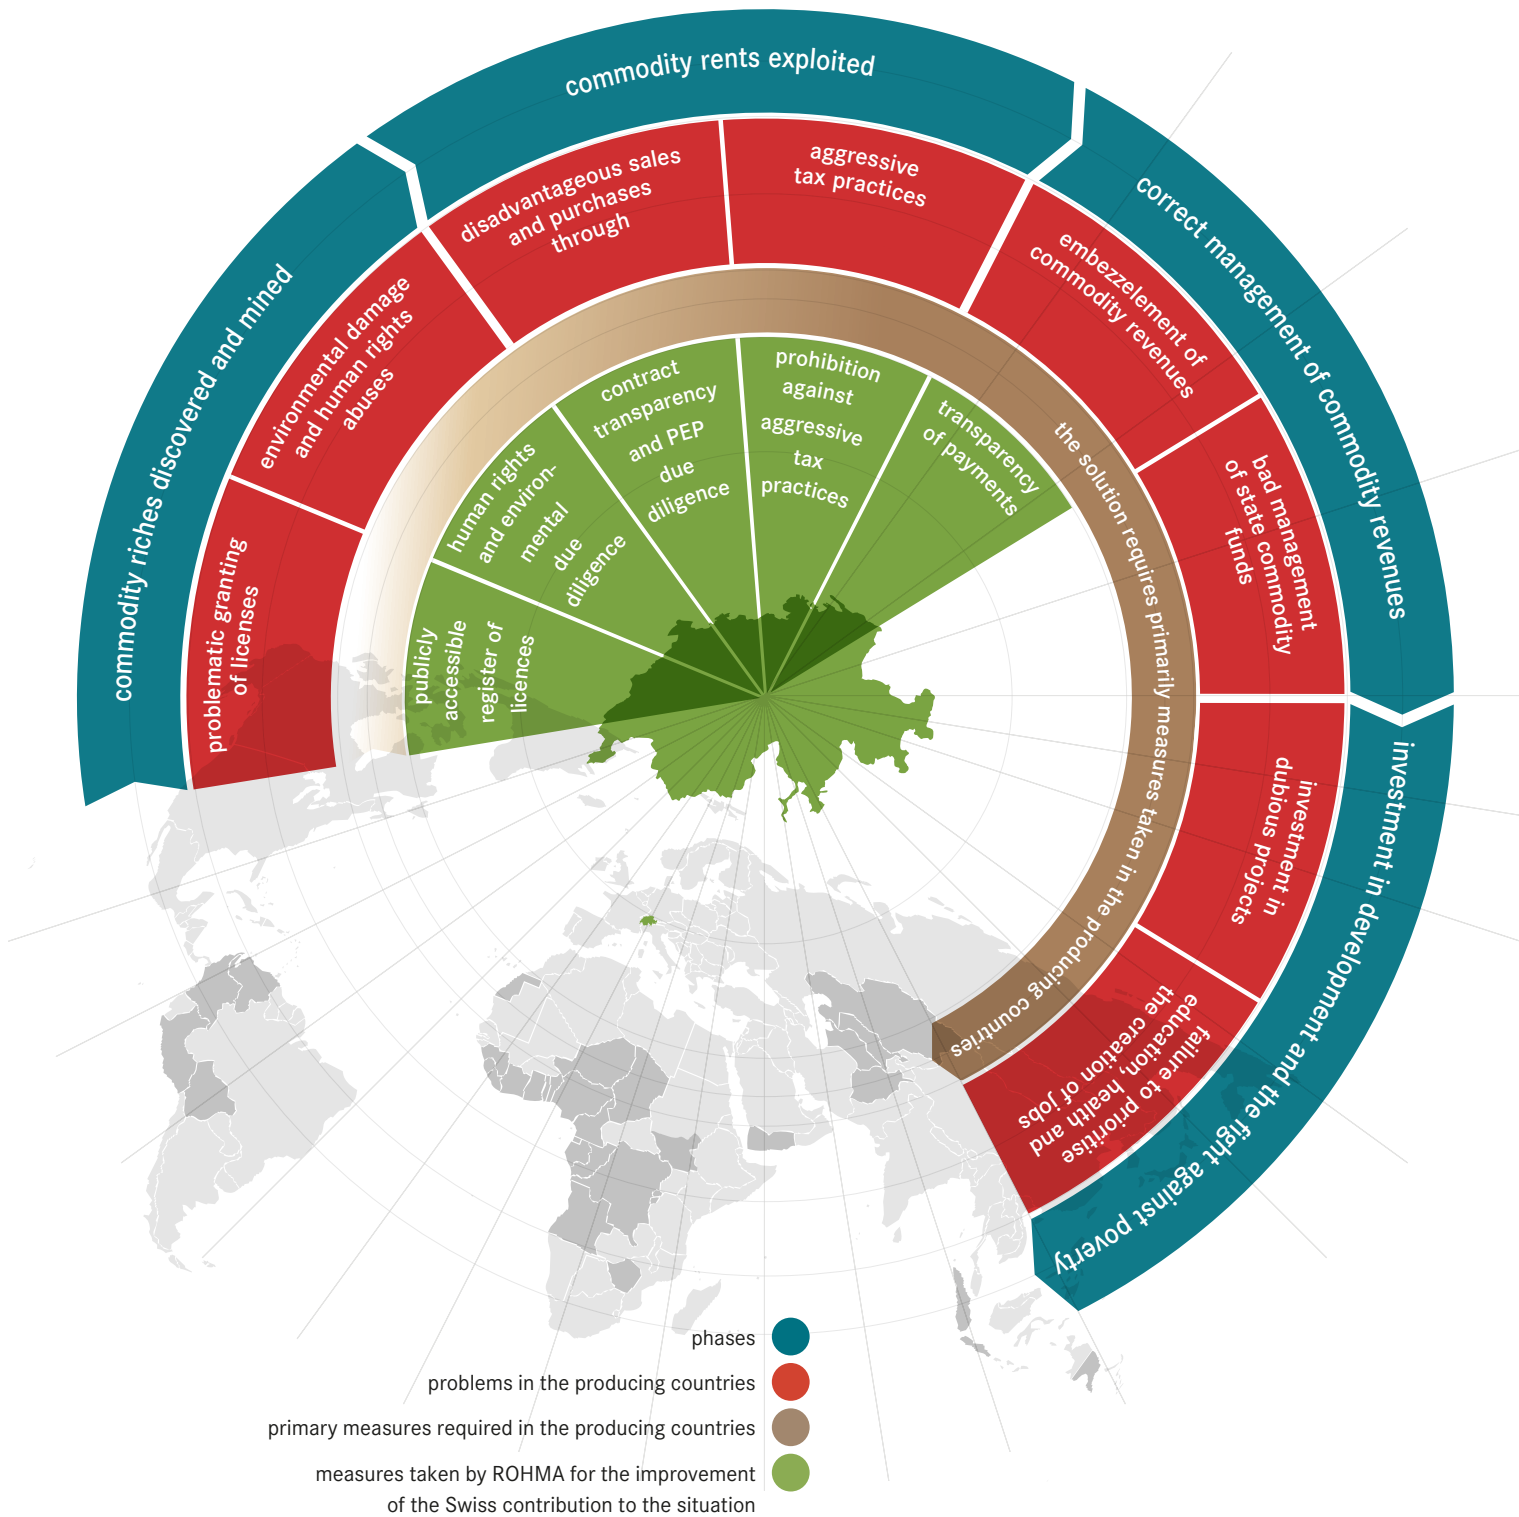 commodity riches discovered and mined
commodity rents exploited
correct management of commodity revenues
investment in development and the fight against poverty
problematic granting
of licenses
environmental damage
and human rights
abuses
disadvantageous sales
and purchases
through
aggressive
tax practices
embezzelement of
commodity revenues
bad management
of state commodity
funds
investment in
dubious projects
failure to prioritise
education, health and
the creation of jobs
the solution requires primarily measures taken in the producing countries
publicly
accessible
register of
licences
human rights
and environ-
mental
due
diligence
contract
transparency
and PEP
due
diligence
prohibition
against
aggressive
tax
practices
transparency
of payments
phases
problems in the producing countries
primary measures required in the producing countries
measures taken by ROHMA for the improvement
of the Swiss contribution to the situation